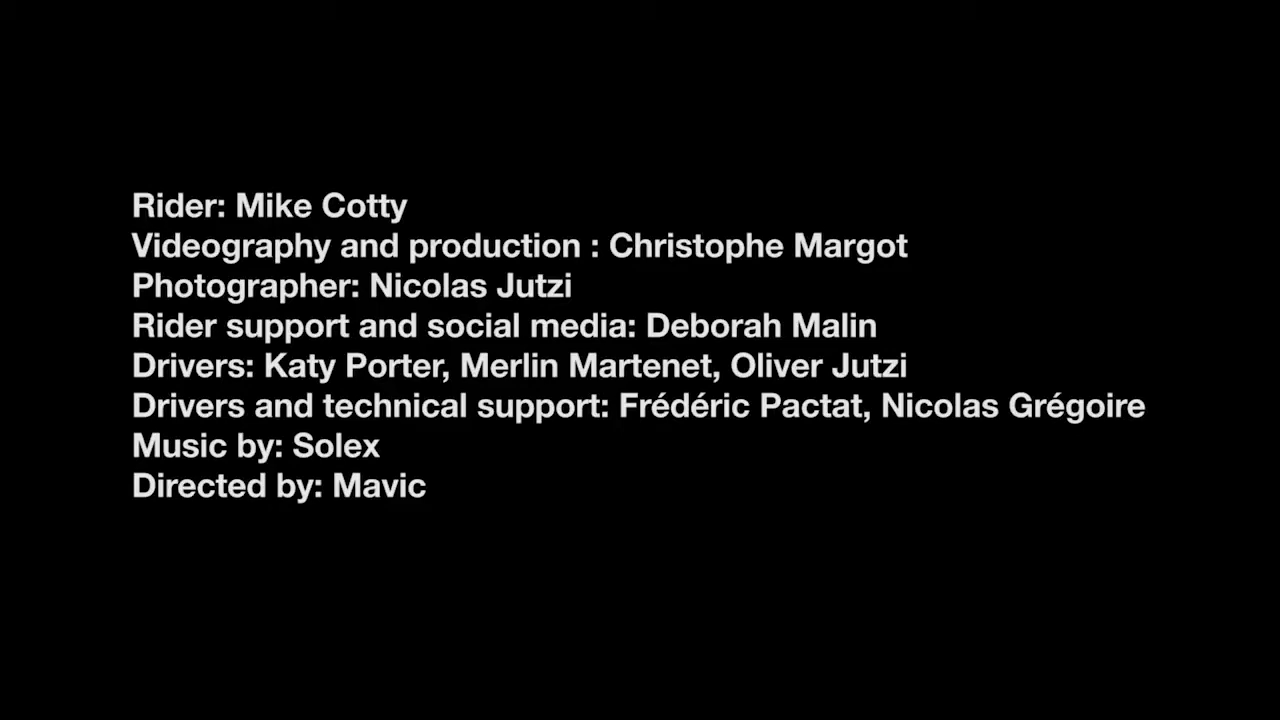 Rider: Mike Cotty
Videography and production : Christophe Margot
Photographer: Nicolas Jutzi
Rider support and social media: Deborah Malin
Drivers: Katy Porter, Merlin Martenet, Oliver Jutzi
Drivers and technical support: Frédéric Pactat, Nicolas Grégoire
Music by: Solex
Directed by: Mavic